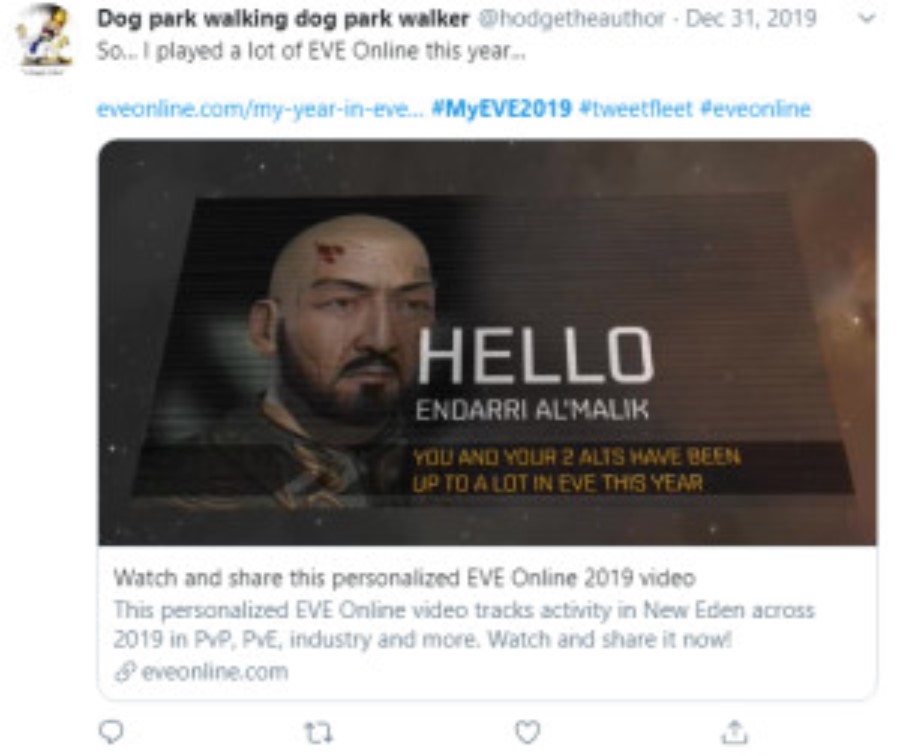 Dog park walking dog park walker @hodgetheauthor · Dec 31, 2019
So... I played a lot of EVE Online this year...
eveonline.com/my-year-in-eve... #MyEVE2019 #tweetfleet #eveonline
HELLO
ENDARRI AL'MALIK
YOU AND YOUR 2 ALTS HAVE BEEN
UP TO A LOT IN EVE THIS YEAR
Watch and share this personalized EVE Online 2019 video
This personalized EVE Online video tracks activity in New Eden across
2019 in PvP, PvE, industry and more. Watch and share it now!
eveonline.com